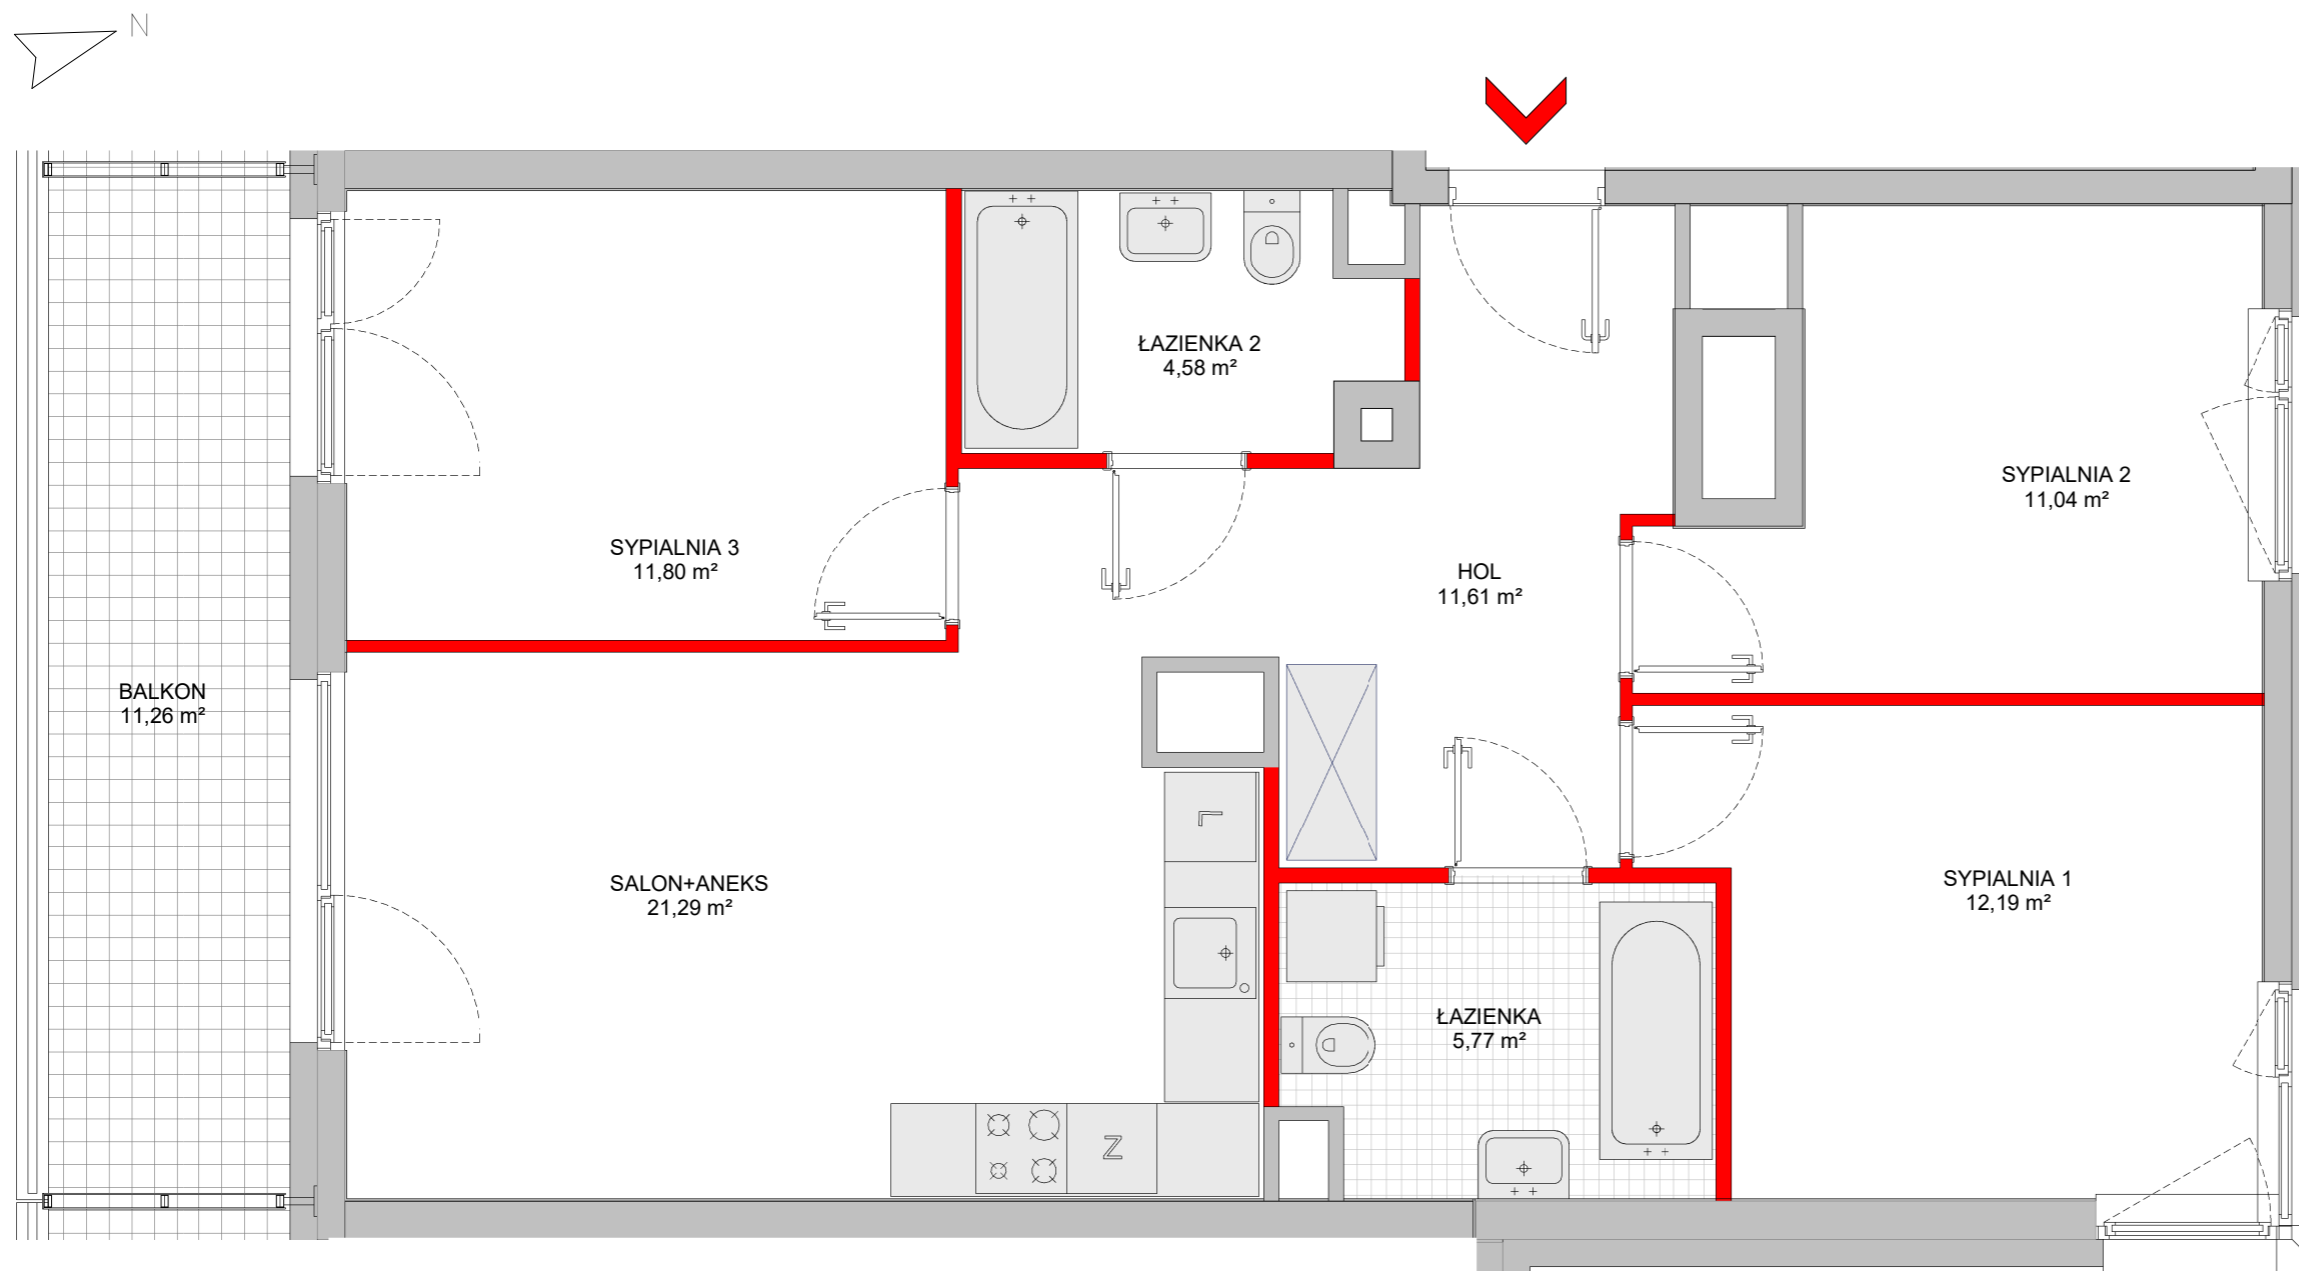 N
ŁAZIENKA 2
4,58 m²
SYPIALNIA 2
11,04 m²
SYPIALNIA 3
11,80 m²
HOL
11,61 m²
BALKON
11,26 m²
L
SALON+ANEKS
21,29 m²
SYPIALNIA 1
12,19 m²
ŁAZIENKA
5,77 m²
Z